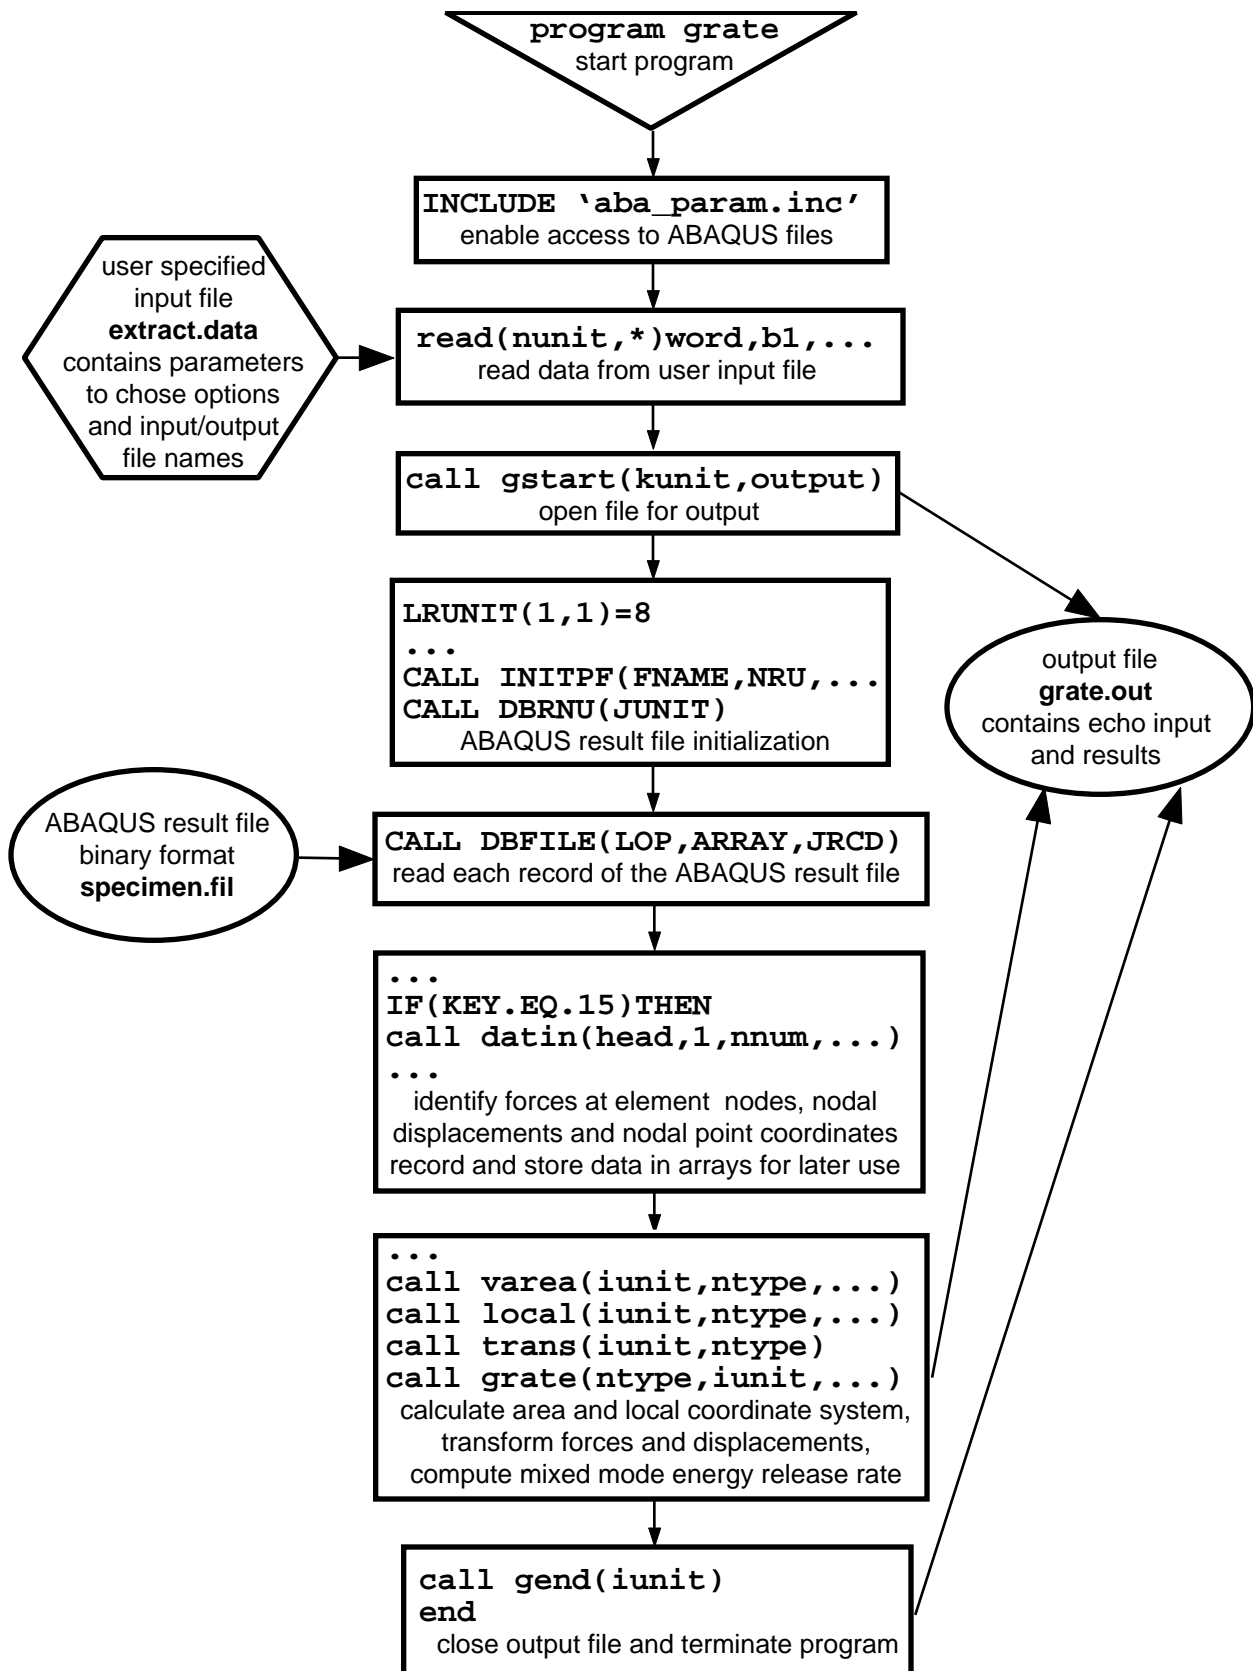 program grate
start program
INCLUDE ‘aba_param.inc’
enable access to ABAQUS files
user specified
input file
extract.data
contains parameters
to chose options
and input/output
file names
read(nunit,*)word,b1,...
read data from user input file
call gstart(kunit,output)
open file for output
LRUNIT(1,1)=8
...
CALL INITPF(FNAME,NRU,...
CALL DBRNU(JUNIT)
ABAQUS result file initialization
output file
grate.out
contains echo input
and results
ABAQUS result file
binary format
specimen.fil
CALL DBFILE(LOP,ARRAY,JRCD)
read each record of the ABAQUS result file
...
IF(KEY.EQ.15)THEN
call datin(head,1,nnum,...)
...
identify forces at element nodes, nodal
displacements and nodal point coordinates
record and store data in arrays for later use
...
call varea(iunit,ntype,...)
call local(iunit,ntype,...)
call trans(iunit,ntype)
call grate(ntype,iunit,...)
calculate area and local coordinate system,
transform forces and displacements,
compute mixed mode energy release rate
call gend(iunit)
end
close output file and terminate program